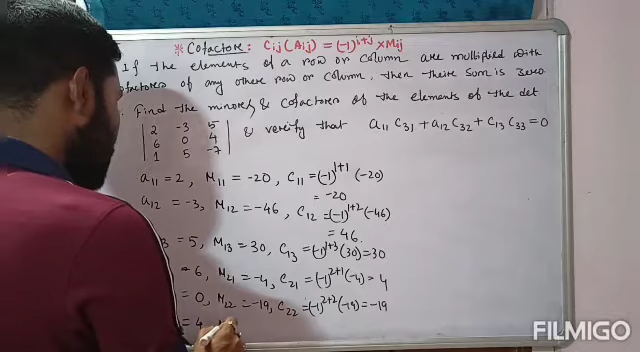 * Cofactors : Cij (Aij) = (-1)^i+j × Mij
If the elements of a row or column are multiplied with
cofactors of any others row or column, then their sum is zero
Find the minors & cofactors of the elements of the det
| 2 -3 5 | & verify that a11 C31 + a12 C32 + C13 C33 = 0
| 6 0 4 |
| 1 5 -7 |
a11 = 2, M11 = -20, C11 = (-1)^1+1 (-20)
= -20
a12 = -3, M12 = -46, C12 = (-1)^1+2 (-46)
= 46.
3 = 5, M13 = 30, C13 = (-1)^1+3 (30) = 30
= 6, M21 = -4, C21 = (-1)^2+1 (-4) = 4
= 0, M22 = -19, C22 = (-1)^2+2 (-19) = -19
= 4
FILMIGO